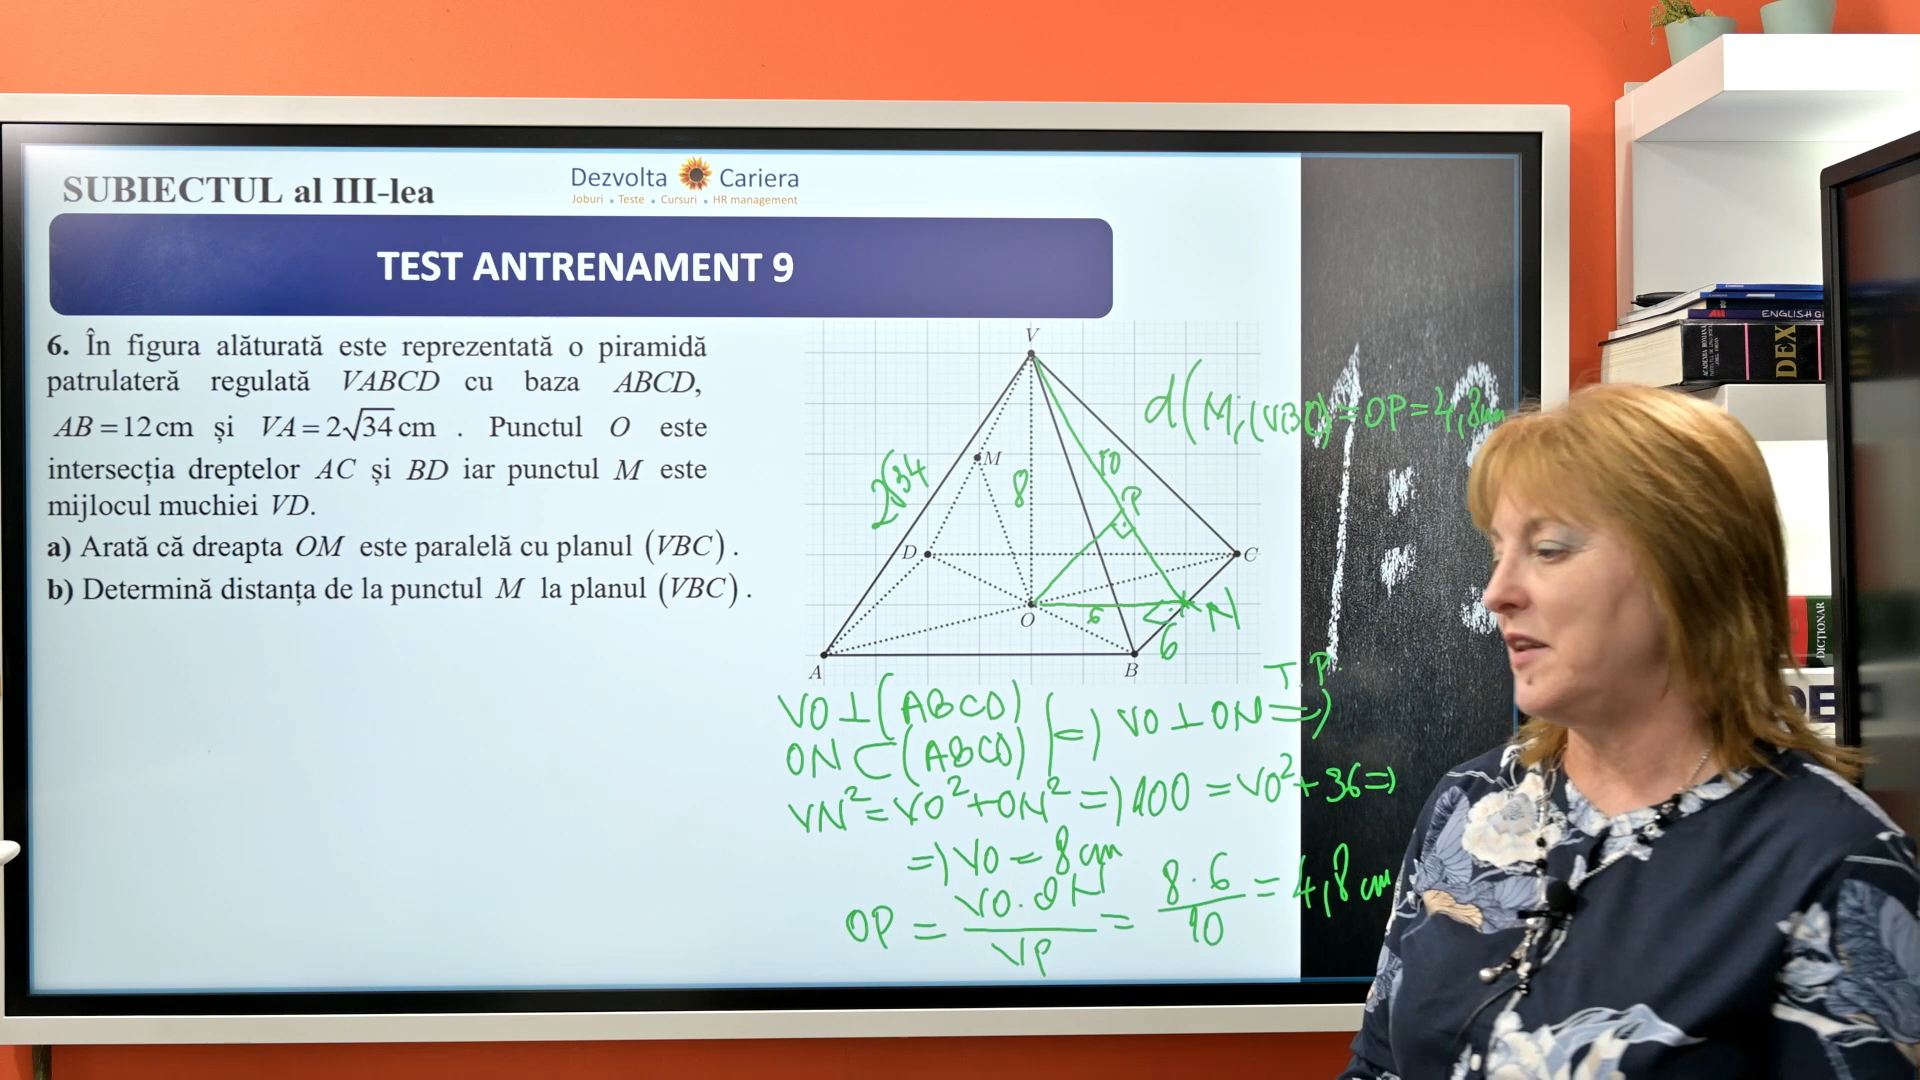 SUBIECTUL al III-lea
Dezvolta Cariera
Joburi . Teste . Cursuri . HR management
TEST ANTRENAMENT 9
6. În figura alăturată este reprezentată o piramidă
patrulateră regulată VABCD cu baza ABCD,
AB = 12 cm și VA = 2√34 cm . Punctul O este
intersecția dreptelor AC și BD iar punctul M este
mijlocul muchiei VD.
a) Arată că dreapta OM este paralelă cu planul (VBC) .
b) Determină distanța de la punctul M la planul (VBC) .
V
d(M;(VBC)=OP=4,8cm
M
2√34
8
10
P
D
C
O
6
N
6
A
B
T.P
VO⊥(ABCD)
ON⊂(ABCD) |=) VO⊥ON =)
VN²=VO²+ON² =) 100 = VO²+36 =)
=) VO = 8 cm
OP = VO.ON / VP = 8.6 / 10 = 4,8 cm
ENGLISH G
DEX
DICȚIONAR
DE